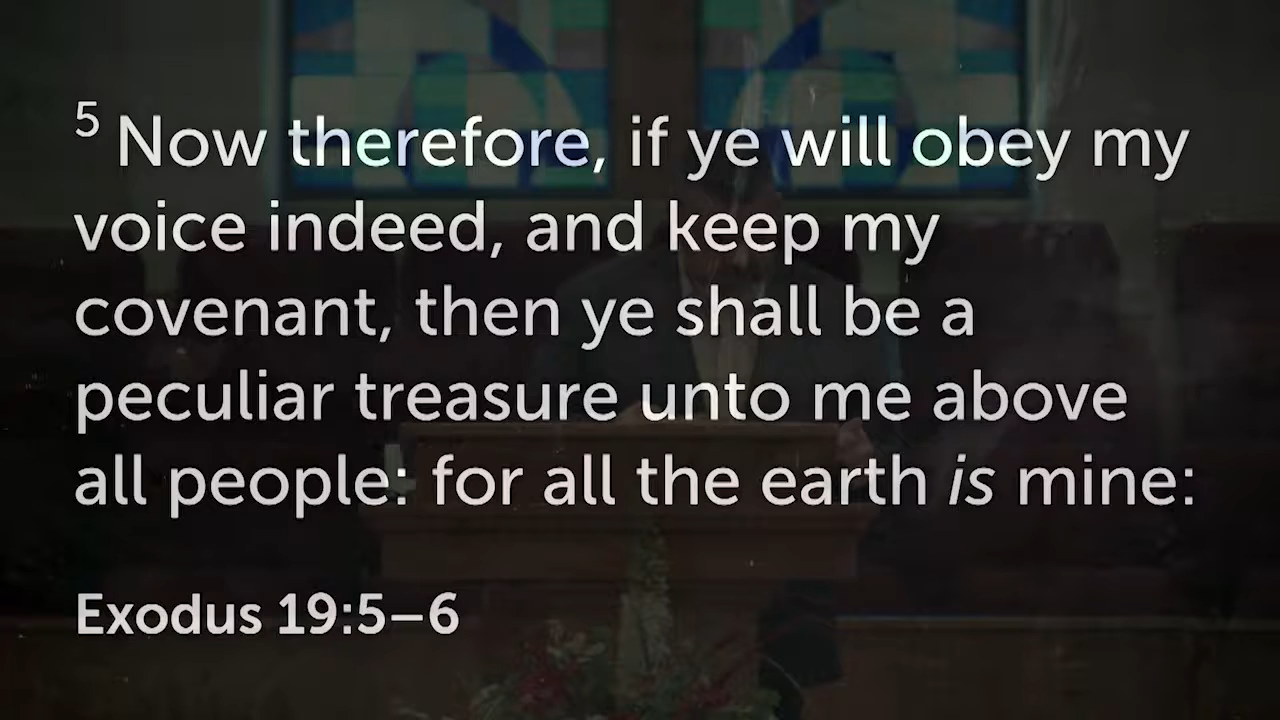 5 Now therefore, if ye will obey my
voice indeed, and keep my
covenant, then ye shall be a
peculiar treasure unto me above
all people: for all the earth is mine:
Exodus 19:5–6